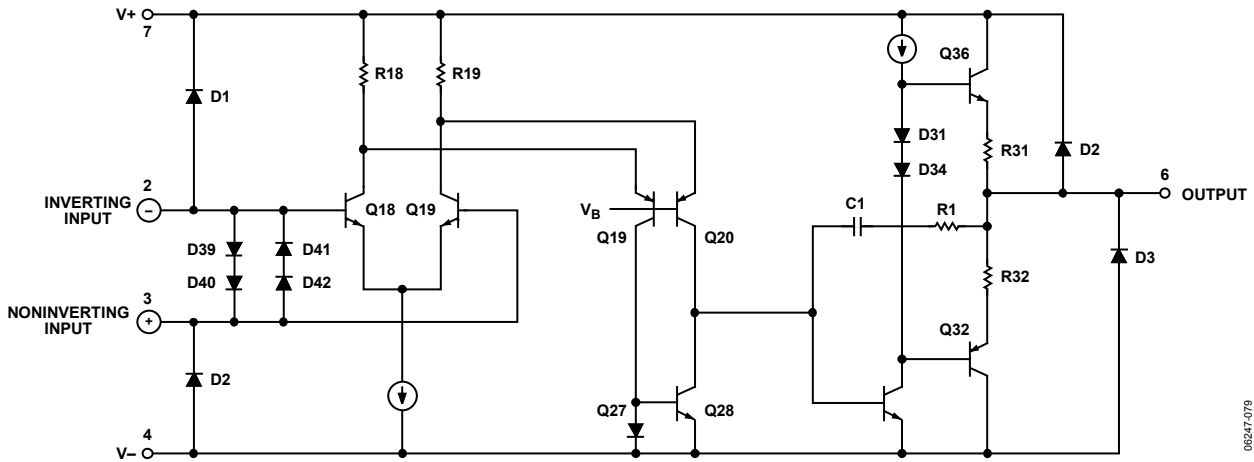 V+
7
D1
R18
R19
Q36
D31
D34
R31
D2
6
OUTPUT
2
INVERTING
INPUT
−
Q18
Q19
VB
Q19
Q20
C1
R1
D39
D41
D40
D42
D3
R32
3
NONINVERTING
INPUT
+
Q32
D2
Q27
Q28
4
V−
06247-079